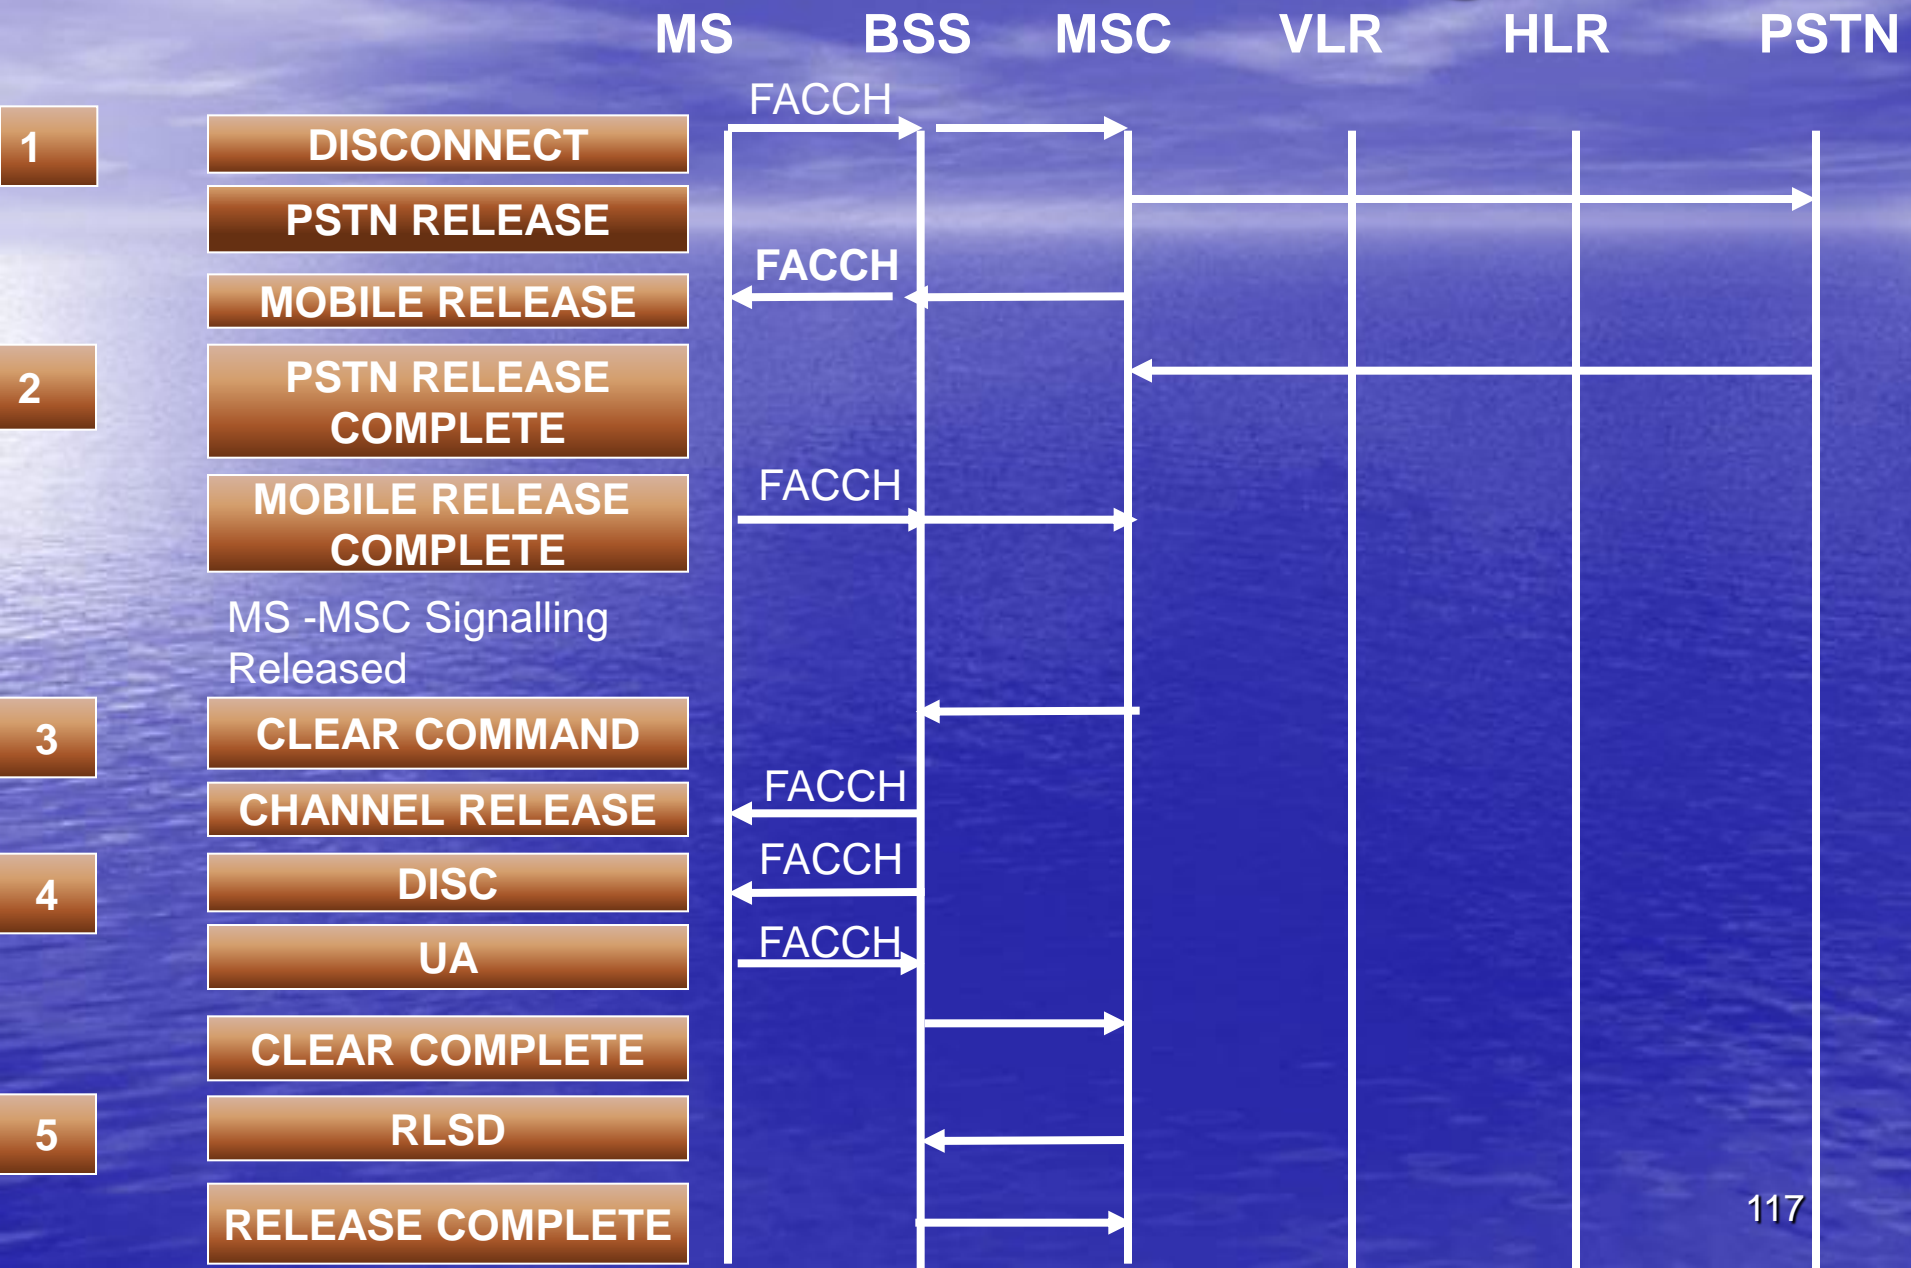 MS BSS MSC VLR HLR PSTN
FACCH
1 DISCONNECT
PSTN RELEASE
FACCH
MOBILE RELEASE
2 PSTN RELEASE
COMPLETE
FACCH
MOBILE RELEASE
COMPLETE
MS -MSC Signalling
Released
3 CLEAR COMMAND
FACCH
CHANNEL RELEASE
FACCH
4 DISC
FACCH
UA
CLEAR COMPLETE
5 RLSD
RELEASE COMPLETE
117